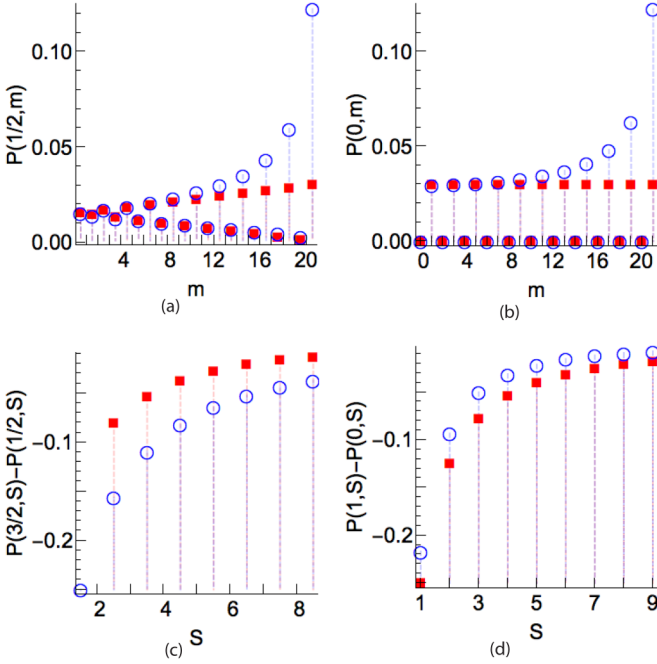 0.10
0.05
0.00
P(1/2,m)
4 8 12 16 20
m
(a)
0.10
0.05
0.00
P(0,m)
0 4 8 12 16 20
m
(b)
-0.1
-0.2
P(3/2,S)-P(1/2,S)
2 4 6 8
S
(c)
-0.1
-0.2
P(1,S)-P(0,S)
1 3 5 7 9
S
(d)